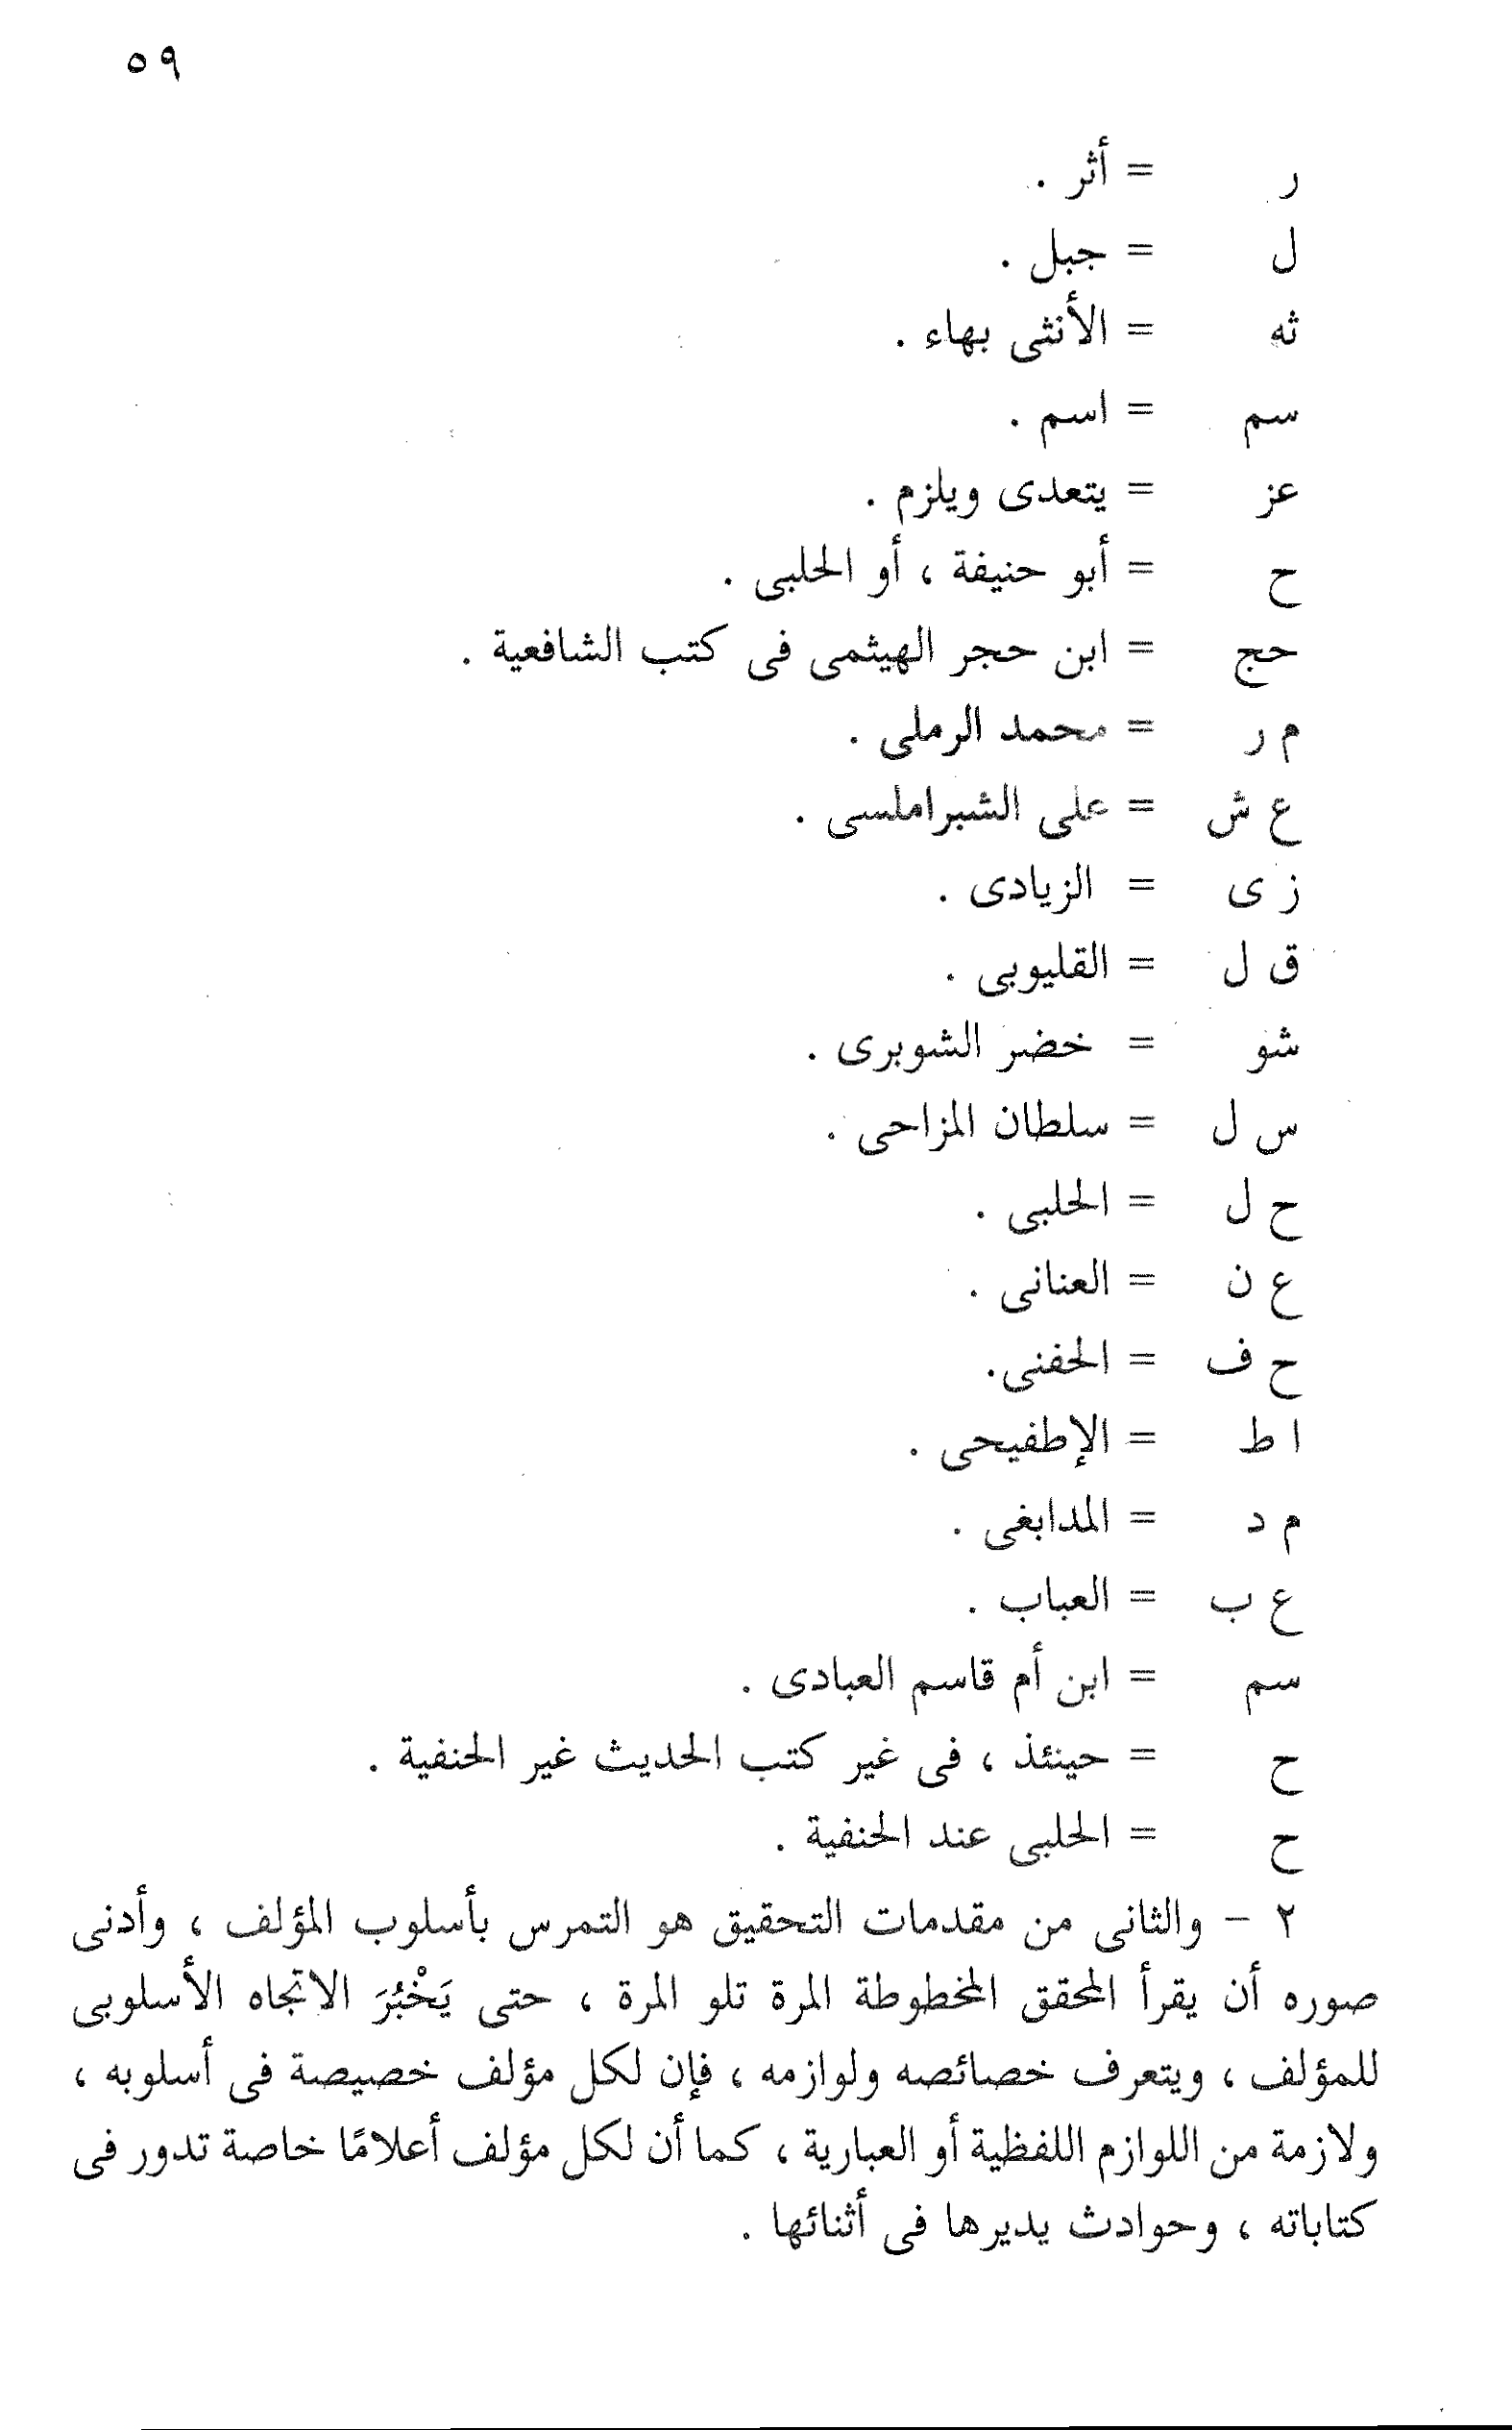 ٥٩
ر = أثر .
ل = جبل .
ثه = الأنثى بهاء .
سم = اسم .
عز = يتعدى ويلزم .
ح = أبو حنيفة ، أو الحلبى .
حج = ابن حجر الهيثمى فى كتب الشافعية .
م ر = محمد الرملى .
ع ش = على الشبراملسى .
ز ى = الزيادى .
ق ل = القليوبى .
شو = خضر الشوبرى .
س ل = سلطان المزاحى .
ح ل = الحلبى .
ع ن = العنانى .
ح ف = الحفنى.
ا ط = الإطفيحى .
م د = المدابغى .
ع ب = العباب .
سم = ابن أم قاسم العبادى .
ح = حينئذ ، فى غير كتب الحديث غير الحنفية .
ح = الحلبى عند الحنفية .
٢ - والثانى من مقدمات التحقيق هو التمرس بأسلوب المؤلف ، وأدنى
صوره أن يقرأ المحقق المخطوطة المرة تلو المرة ، حتى يَخْبُرَ الاتجاه الأسلوبى
للمؤلف ، ويتعرف خصائصه ولوازمه ، فإن لكل مؤلف خصيصة فى أسلوبه ،
ولازمة من اللوازم اللفظية أو العبارية ، كما أن لكل مؤلف أعلامًا خاصة تدور فى
كتاباته ، وحوادث يديرها فى أثنائها .